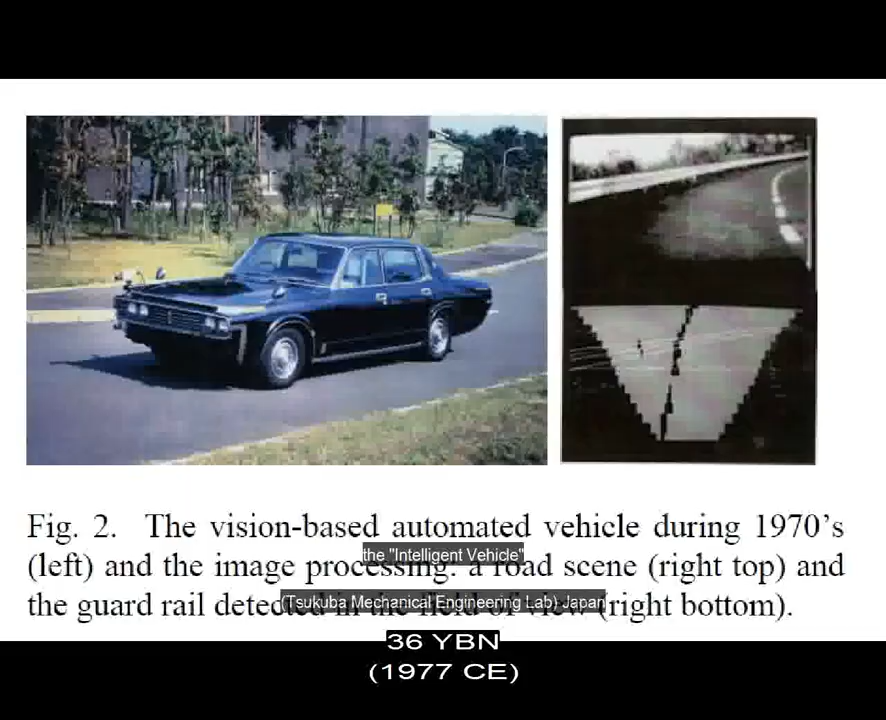 Fig. 2. The vision-based automated vehicle during 1970's
(left) and the image processing: a road scene (right top) and
the guard rail detected in the field of view (right bottom).
the "Intelligent Vehicle"
(Tsukuba Mechanical Engineering Lab) Japan
36 YBN
(1977 CE)